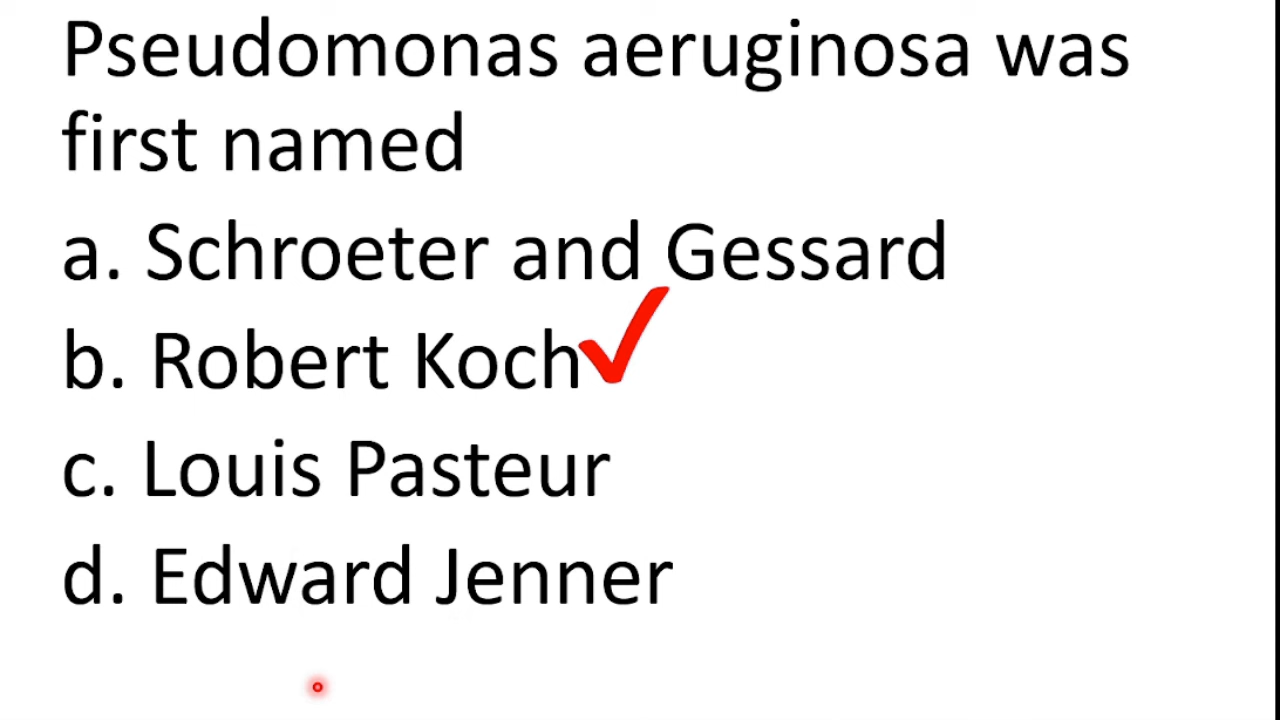 Pseudomonas aeruginosa was
first named
a. Schroeter and Gessard
b. Robert Koch
c. Louis Pasteur
d. Edward Jenner